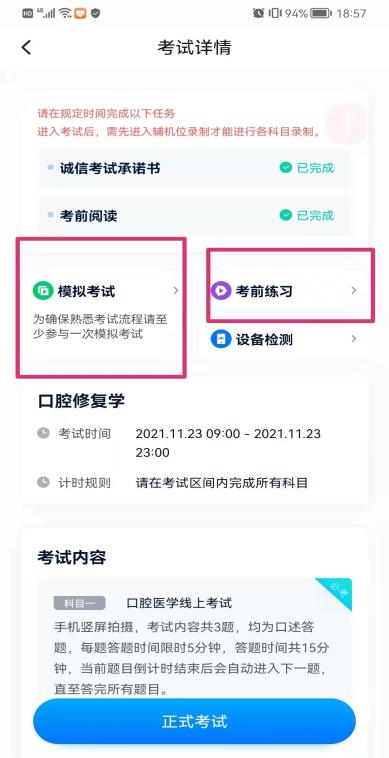 HD 4G 94% 18:57
考试详情
请在规定时间完成以下任务
进入考试后，需先进入辅机位录制才能进行各科目录制。
诚信考试承诺书 已完成
考前阅读 已完成
模拟考试
为确保熟悉考试流程请至
少参与一次模拟考试
考前练习
设备检测
口腔修复学
考试时间 2021.11.23 09:00 - 2021.11.23
23:00
计时规则 请在考试区间内完成所有科目
考试内容
必考
科目一 口腔医学线上考试
手机竖屏拍摄，考试内容共3题，均为口述答
题，每题答题时间限时5分钟，答题时间共15分
钟，当前题目倒计时结束后会自动进入下一题，
直至答完所有题目。
正式考试